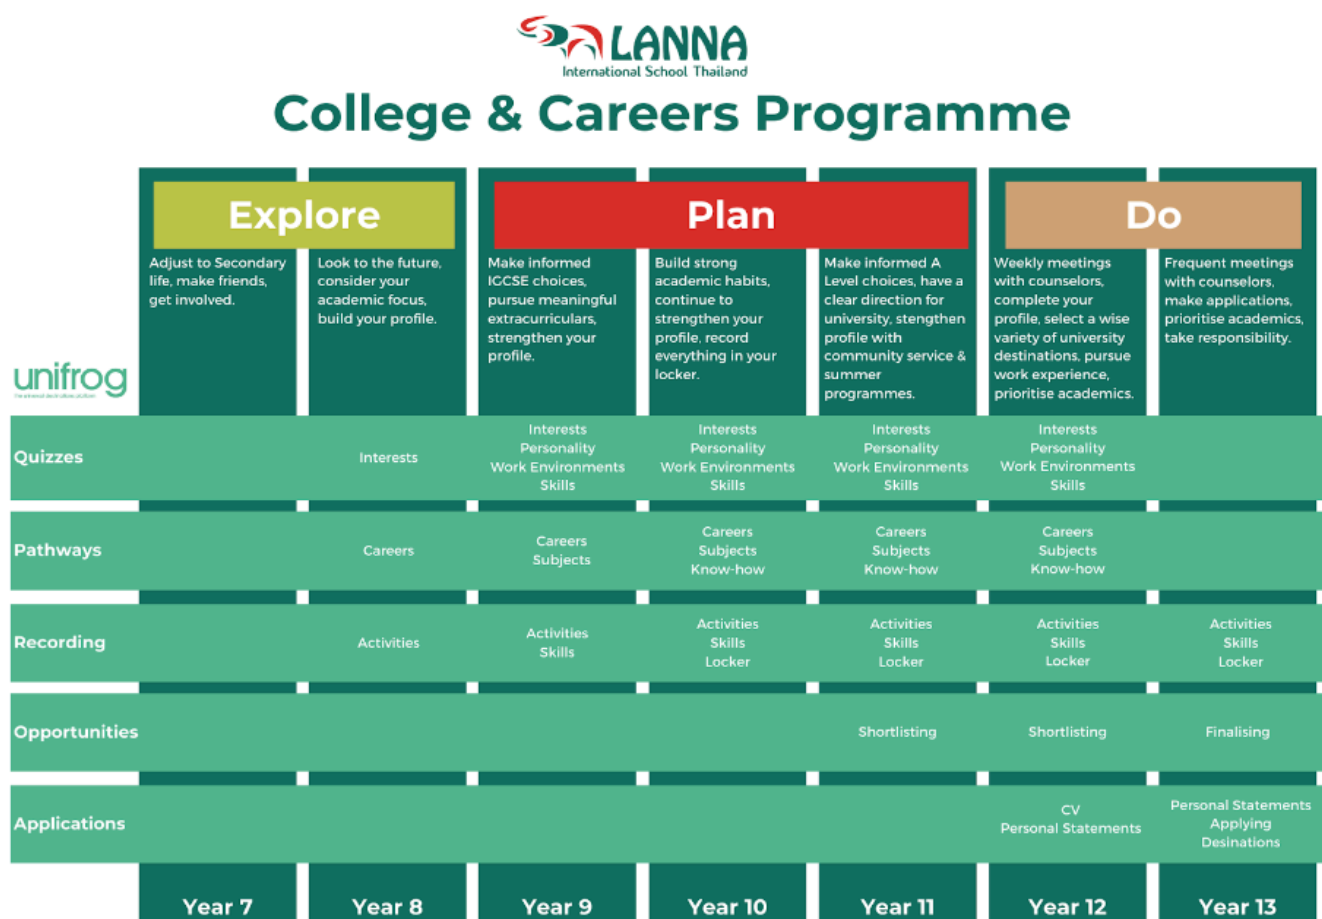 LANNA
International School Thailand
College & Careers Programme
Explore
Plan
Do
Adjust to Secondary
life, make friends,
get involved.
Look to the future,
consider your
academic focus,
build your profile.
Make informed
IGCSE choices,
pursue meaningful
extracurriculars,
strengthen your
profile.
Build strong
academic habits,
continue to
strengthen your
profile, record
everything in your
locker.
Make informed A
Level choices, have a
clear direction for
university, stengthen
profile with
community service &
summer
programmes.
Weekly meetings
with counselors,
complete your
profile, select a wise
variety of university
destinations, pursue
work experience,
prioritise academics.
Frequent meetings
with counselors.
make applications,
prioritise academics,
take responsibility.
unifrog
Quizzes
Interests
Interests
Personality
Work Environments
Skills
Interests
Personality
Work Environments
Skills
Interests
Personality
Work Environments
Skills
Interests
Personality
Work Environments
Skills
Pathways
Careers
Careers
Subjects
Careers
Subjects
Know-how
Careers
Subjects
Know-how
Careers
Subjects
Know-how
Recording
Activities
Activities
Skills
Activities
Skills
Locker
Activities
Skills
Locker
Activities
Skills
Locker
Activities
Skills
Locker
Opportunities
Shortlisting
Shortlisting
Finalising
Applications
CV
Personal Statements
Personal Statements
Applying
Desinations
Year 7
Year 8
Year 9
Year 10
Year 11
Year 12
Year 13